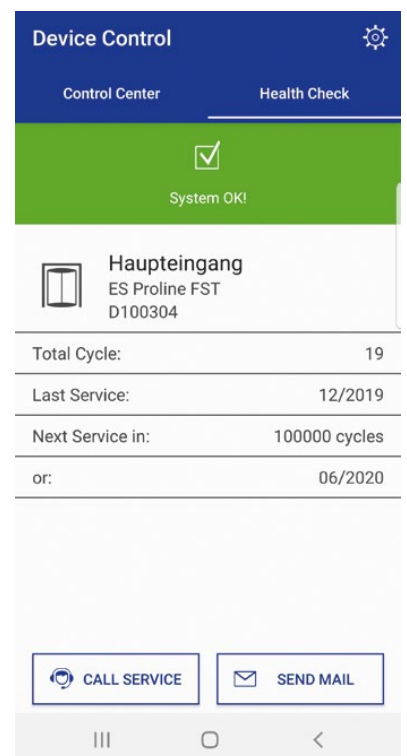 Device Control
Control Center
Health Check
System OK!
Haupteingang
ES Proline FST
D100304
Total Cycle: 19
Last Service: 12/2019
Next Service in: 100000 cycles
or: 06/2020
CALL SERVICE
SEND MAIL